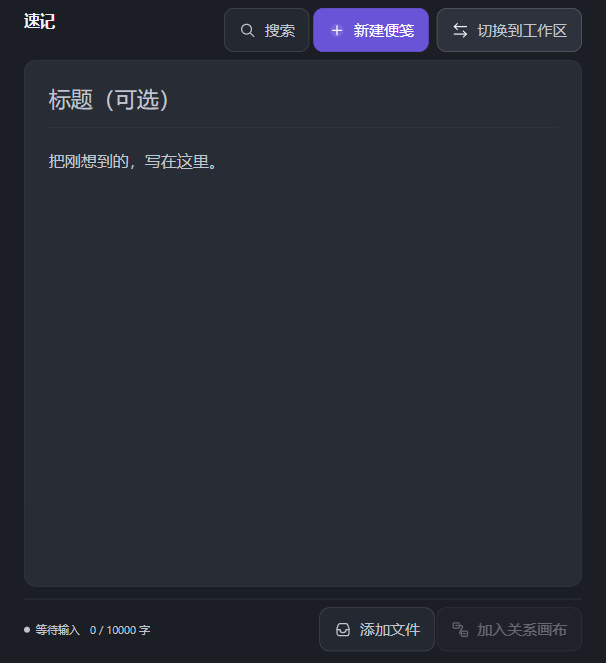 速记
搜索
新建便笺
切换到工作区
标题（可选）
把刚想到的，写在这里。
等待输入 0 / 10000 字
添加文件
加入关系画布